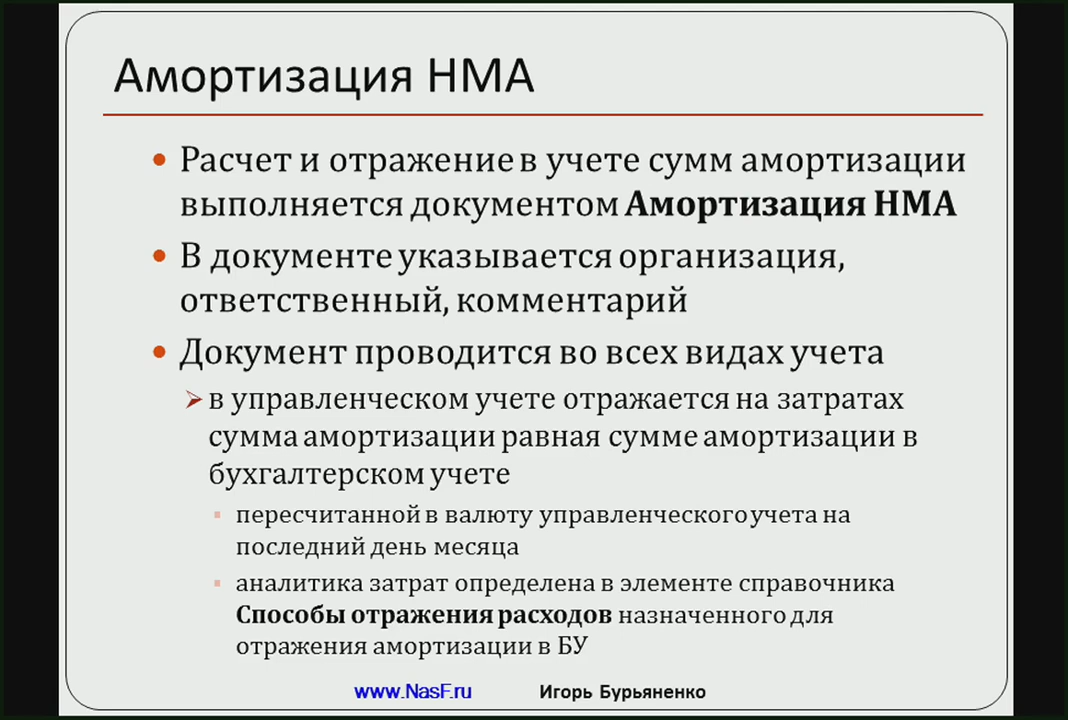 Амортизация НМА
Расчет и отражение в учете сумм амортизации
выполняется документом Амортизация НМА
В документе указывается организация,
ответственный, комментарий
Документ проводится во всех видах учета
в управленческом учете отражается на затратах
сумма амортизации равная сумме амортизации в
бухгалтерском учете
пересчитанной в валюту управленческого учета на
последний день месяца
аналитика затрат определена в элементе справочника
Способы отражения расходов назначенного для
отражения амортизации в БУ
www.NasF.ru Игорь Бурьяненко